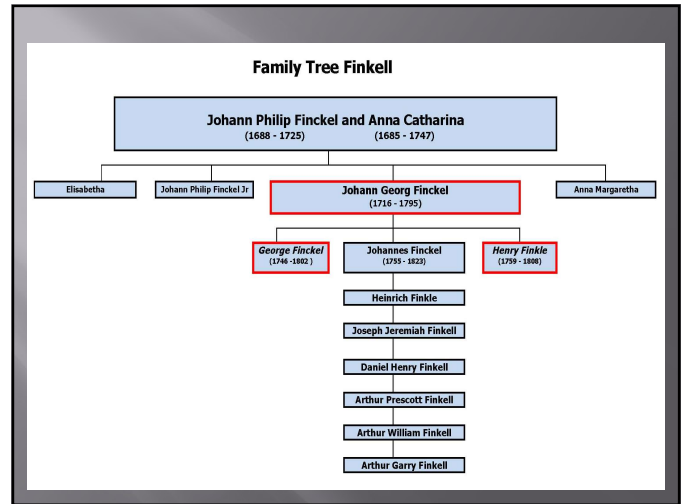 Family Tree Finkell
Johann Philip Finckel and Anna Catharina
(1688 - 1725) (1685 - 1747)
Elisabetha
Johann Philip Finckel Jr
Johann Georg Finckel
(1716 - 1795)
Anna Margaretha
George Finckel
(1746 -1802 )
Johannes Finckel
(1755 - 1823)
Henry Finkle
(1759 - 1808)
Heinrich Finkle
Joseph Jeremiah Finkell
Daniel Henry Finkell
Arthur Prescott Finkell
Arthur William Finkell
Arthur Garry Finkell